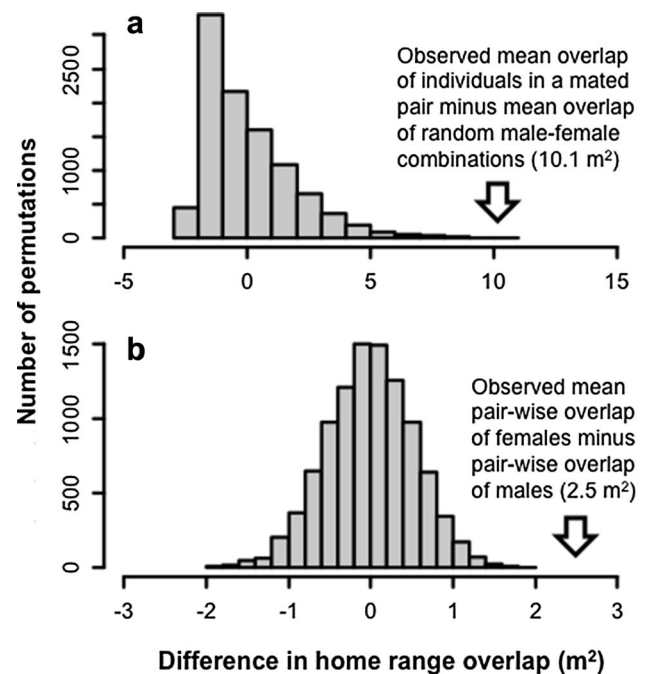 a
Observed mean overlap
of individuals in a mated
pair minus mean overlap
of random male-female
combinations (10.1 m²)
2500
1000
0
-5 0 5 10 15
Number of permutations
b
Observed mean
pair-wise overlap
of females minus
pair-wise overlap
of males (2.5 m²)
1500
1000
500
0
-3 -2 -1 0 1 2 3
Difference in home range overlap (m²)